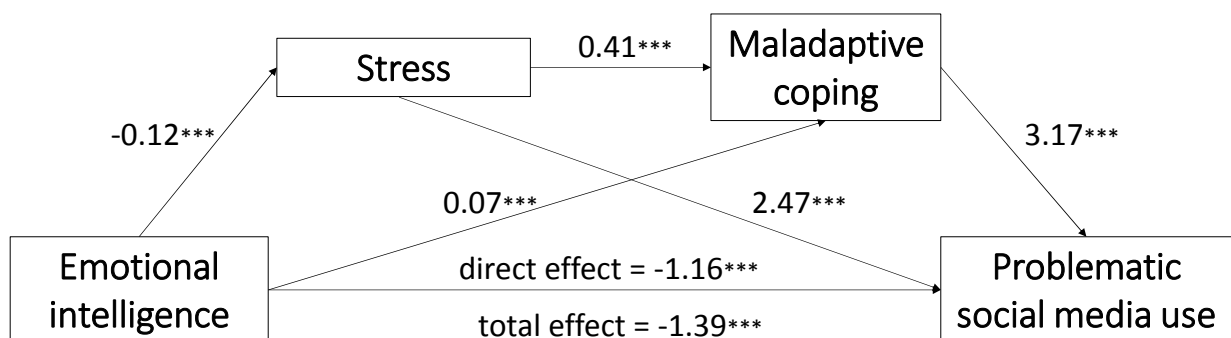 Stress
0.41***
Maladaptive
coping
-0.12***
3.17***
0.07***
2.47***
Emotional
intelligence
direct effect = -1.16***
total effect = -1.39***
Problematic
social media use